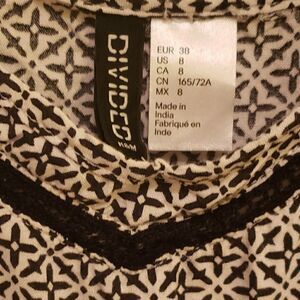 DIVIDED
H&M
EUR 38
US 8
CA 8
CN 165/72A
MX 8
Made in
India
Fabriqué en
Inde